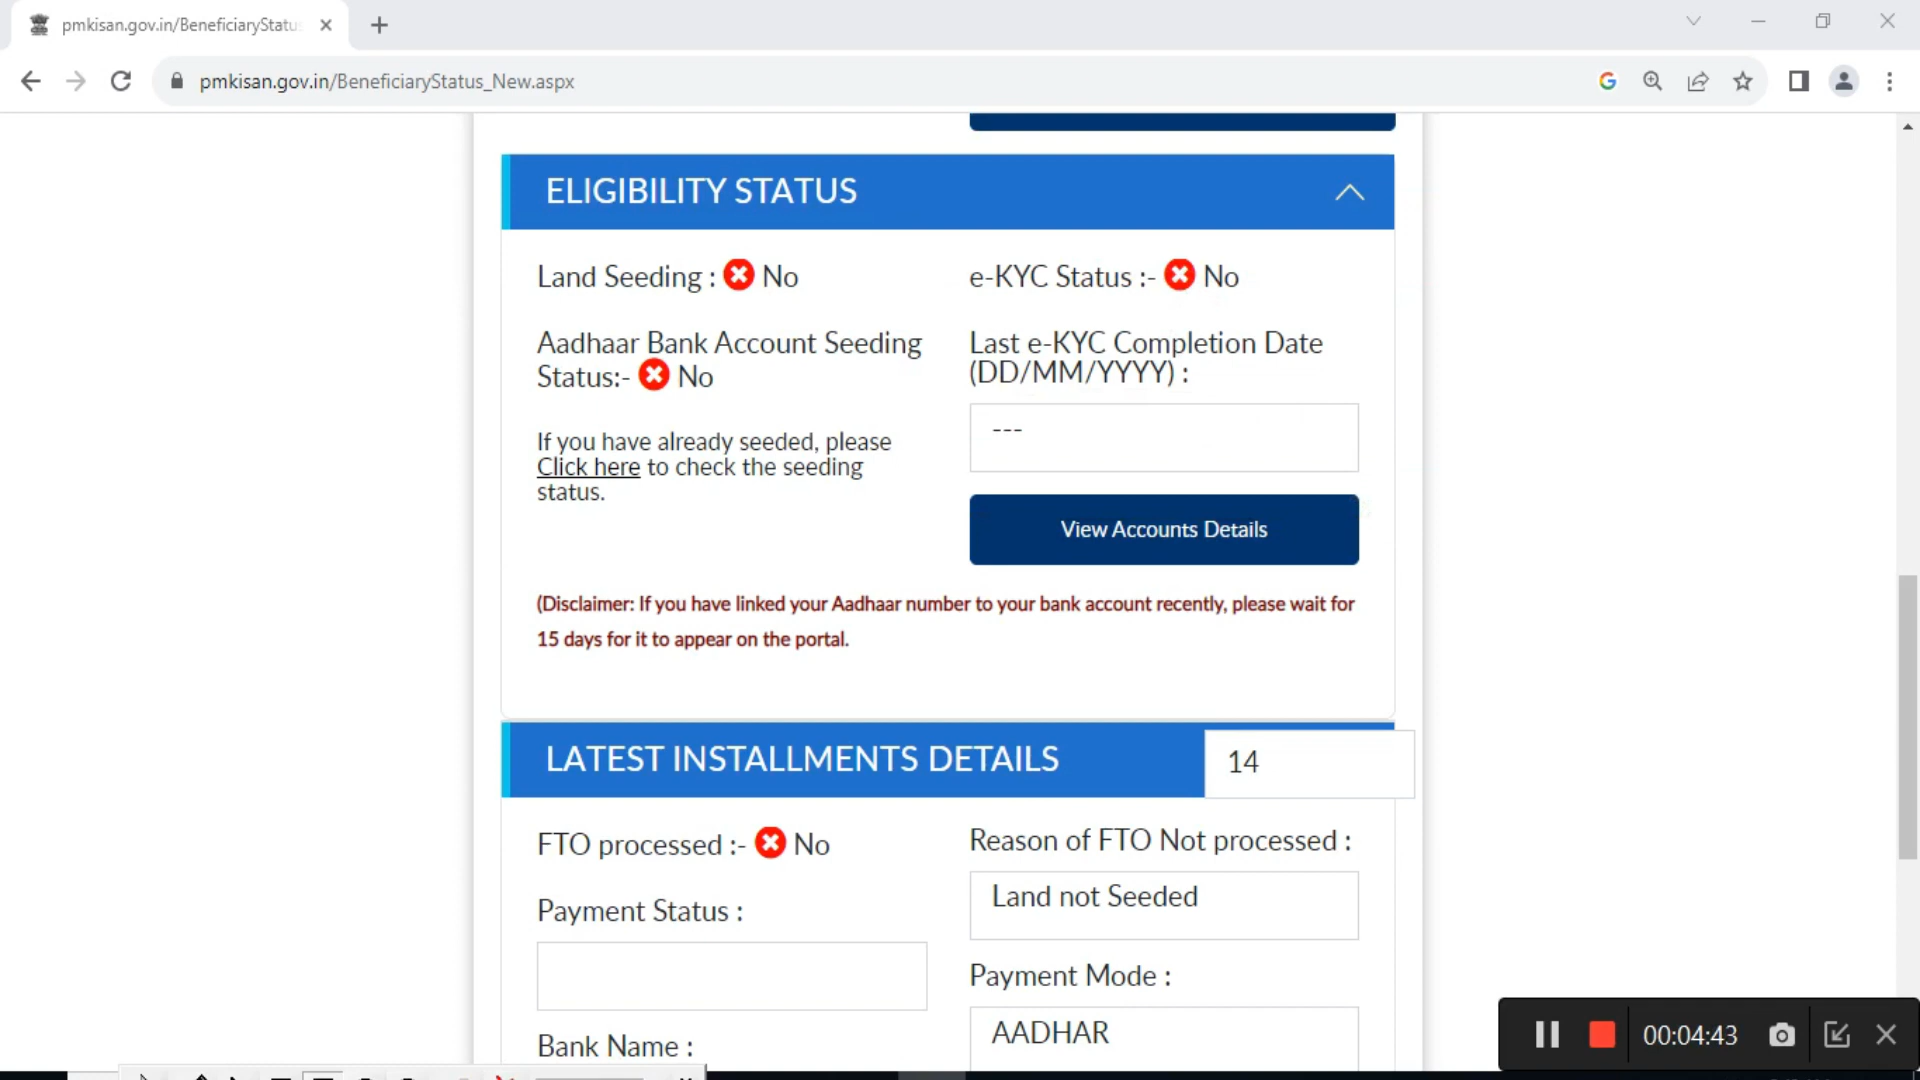 pmkisan.gov.in/BeneficiaryStatu
pmkisan.gov.in/BeneficiaryStatus_New.aspx
ELIGIBILITY STATUS
Land Seeding : No
e-KYC Status :- No
Aadhaar Bank Account Seeding
Status:- No
Last e-KYC Completion Date
(DD/MM/YYYY) :
---
If you have already seeded, please
Click here to check the seeding
status.
View Accounts Details
(Disclaimer: If you have linked your Aadhaar number to your bank account recently, please wait for
15 days for it to appear on the portal.
LATEST INSTALLMENTS DETAILS
14
FTO processed :- No
Reason of FTO Not processed :
Land not Seeded
Payment Status :
Payment Mode :
AADHAR
Bank Name :
00:04:43